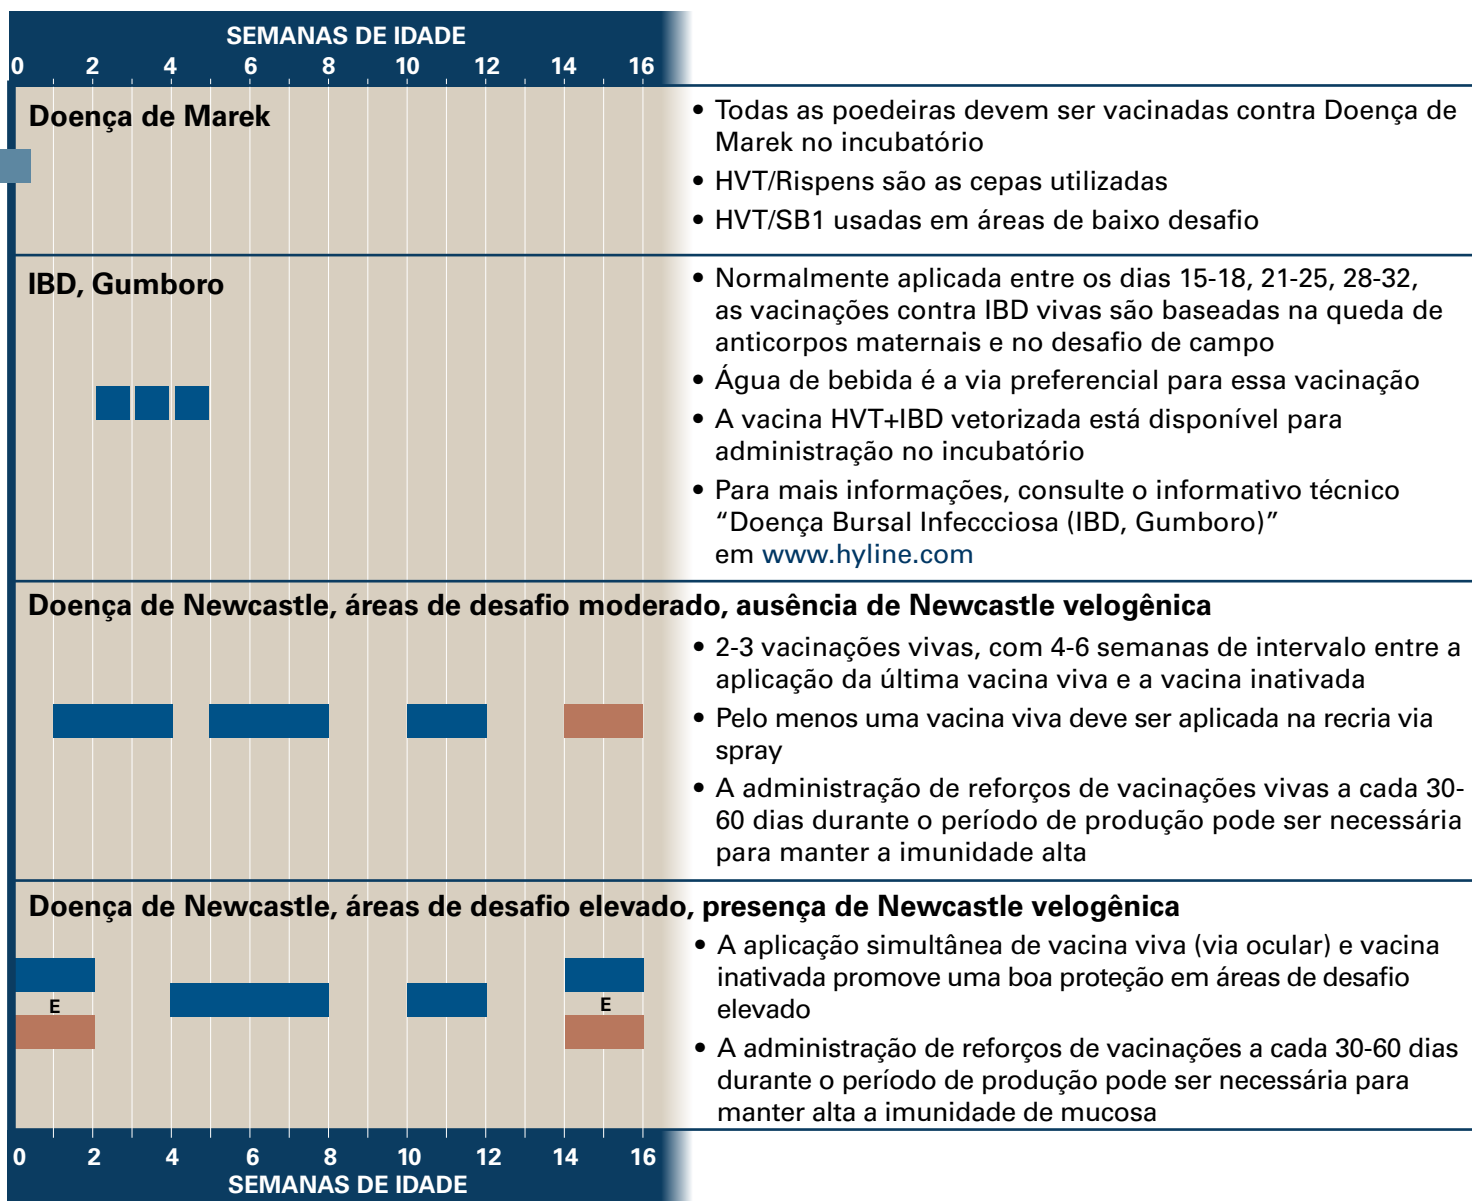 SEMANAS DE IDADE
0 2 4 6 8 10 12 14 16
Doença de Marek
• Todas as poedeiras devem ser vacinadas contra Doença de
Marek no incubatório
• HVT/Rispens são as cepas utilizadas
• HVT/SB1 usadas em áreas de baixo desafio
IBD, Gumboro
• Normalmente aplicada entre os dias 15-18, 21-25, 28-32,
as vacinações contra IBD vivas são baseadas na queda de
anticorpos maternais e no desafio de campo
• Água de bebida é a via preferencial para essa vacinação
• A vacina HVT+IBD vetorizada está disponível para
administração no incubatório
• Para mais informações, consulte o informativo técnico
“Doença Bursal Infeccciosa (IBD, Gumboro)”
em www.hyline.com
Doença de Newcastle, áreas de desafio moderado, ausência de Newcastle velogênica
• 2-3 vacinações vivas, com 4-6 semanas de intervalo entre a
aplicação da última vacina viva e a vacina inativada
• Pelo menos uma vacina viva deve ser aplicada na recria via
spray
• A administração de reforços de vacinações vivas a cada 30-
60 dias durante o período de produção pode ser necessária
para manter a imunidade alta
Doença de Newcastle, áreas de desafio elevado, presença de Newcastle velogênica
E E
• A aplicação simultânea de vacina viva (via ocular) e vacina
inativada promove uma boa proteção em áreas de desafio
elevado
• A administração de reforços de vacinações a cada 30-60 dias
durante o período de produção pode ser necessária para
manter alta a imunidade de mucosa
0 2 4 6 8 10 12 14 16
SEMANAS DE IDADE